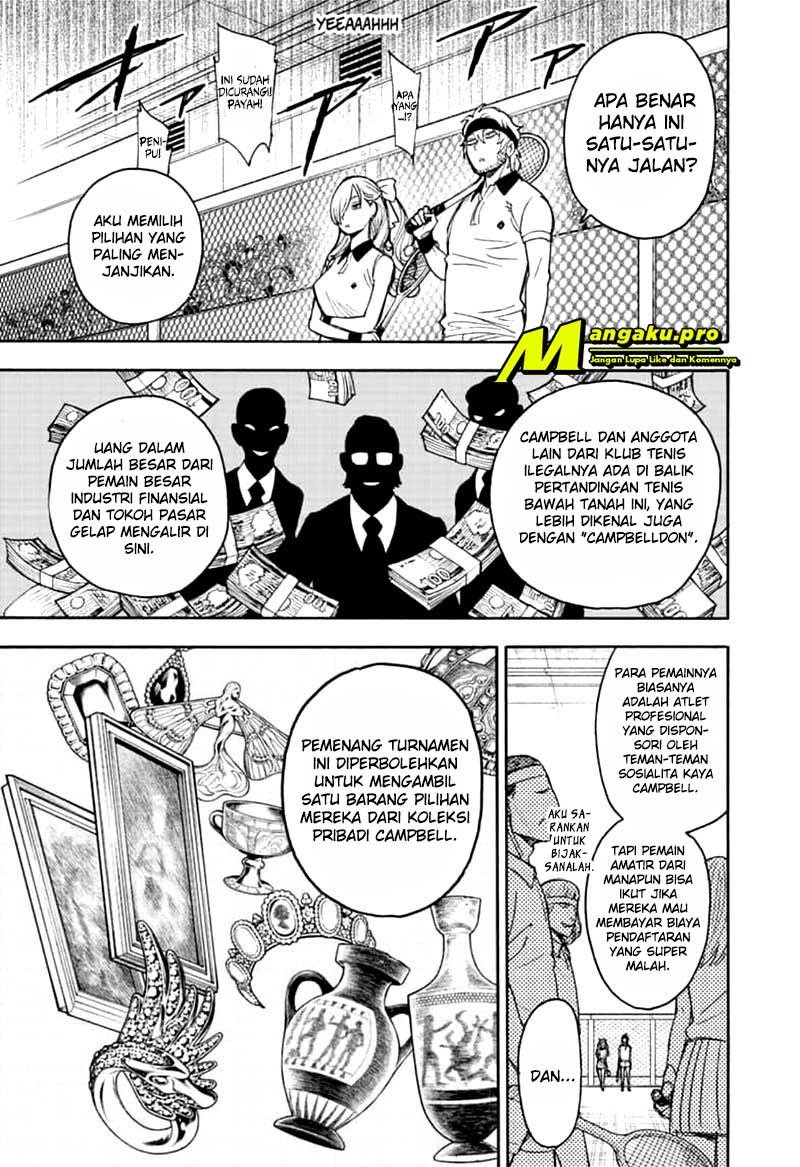 YEEAAAHHH
APA BENAR
HANYA INI
SATU-SATU-
NYA JALAN?
APA
YANG
—!?
INI SUDAH
DICURANGI!
PAYAH!
PENI-
PU!
AKU MEMILIH
PILIHAN YANG
PALING MEN-
JANJIKAN.
Mangaku.pro
Jangan Lupa Like dan Komennya
CAMPBELL DAN ANGGOTA
LAIN DARI KLUB TENIS
ILEGALNYA ADA DI BALIK
PERTANDINGAN TENIS
BAWAH TANAH INI, YANG
LEBIH DIKENAL JUGA
DENGAN "CAMPBELLDON".
UANG DALAM
JUMLAH BESAR DARI
PEMAIN BESAR
INDUSTRI FINANSIAL
DAN TOKOH PASAR
GELAP MENGALIR DI
SINI.
PARA PEMAINNYA
BIASANYA
ADALAH ATLET
PROFESIONAL
YANG DISPON-
SORI OLEH
TEMAN-TEMAN
SOSIALITA KAYA
CAMPBELL.
AKU SA-
RANKAN
UNTUK
BIJAK-
SANALAH.
TAPI PEMAIN
AMATIR DARI
MANAPUN BISA
IKUT JIKA
MEREKA MAU
MEMBAYAR BIAYA
PENDAFTARAN
YANG SUPER
MALAH.
DAN...
PEMENANG TURNAMEN
INI DIPERBOLEHKAN
UNTUK MENGAMBIL
SATU BARANG PILIHAN
MEREKA DARI KOLEKSI
PRIBADI CAMPBELL.